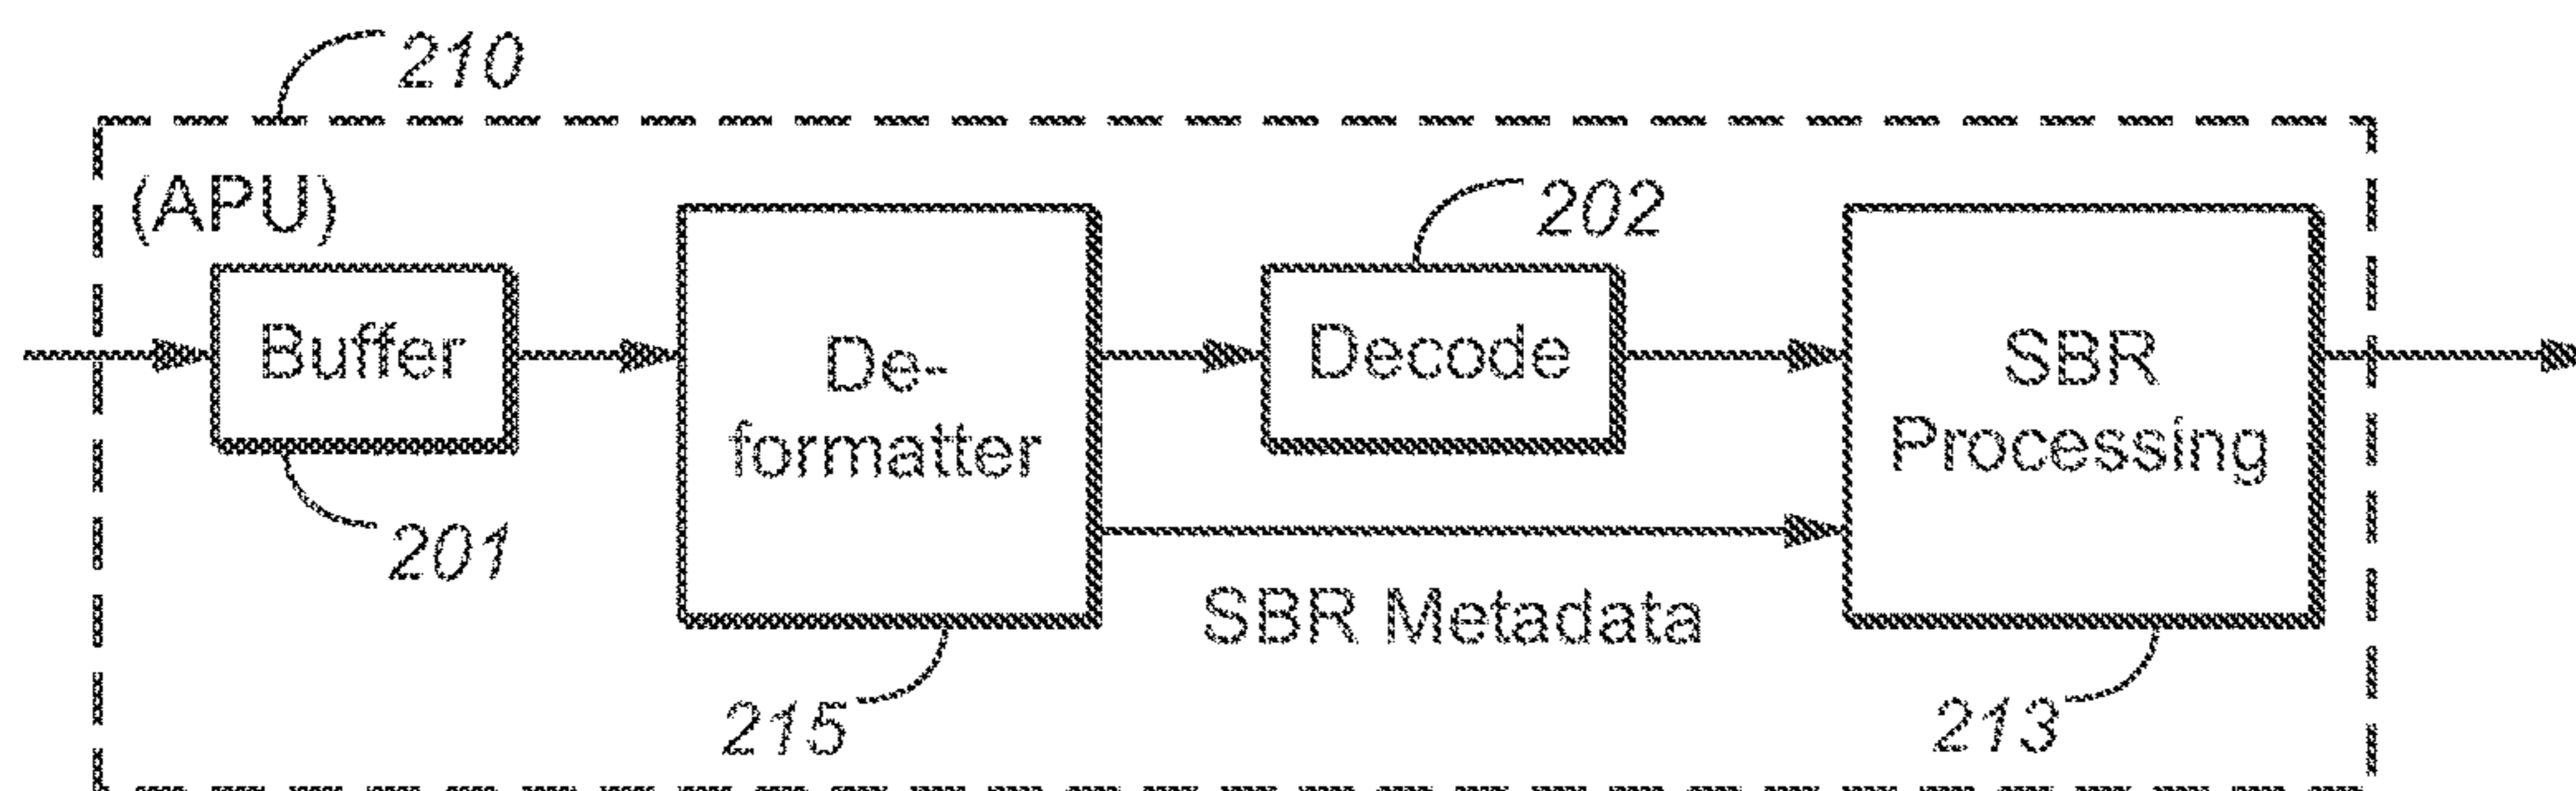 210
(APU)
202
Buffer
De-
formatter
Decode
SBR
Processing
201
SBR Metadata
215
213